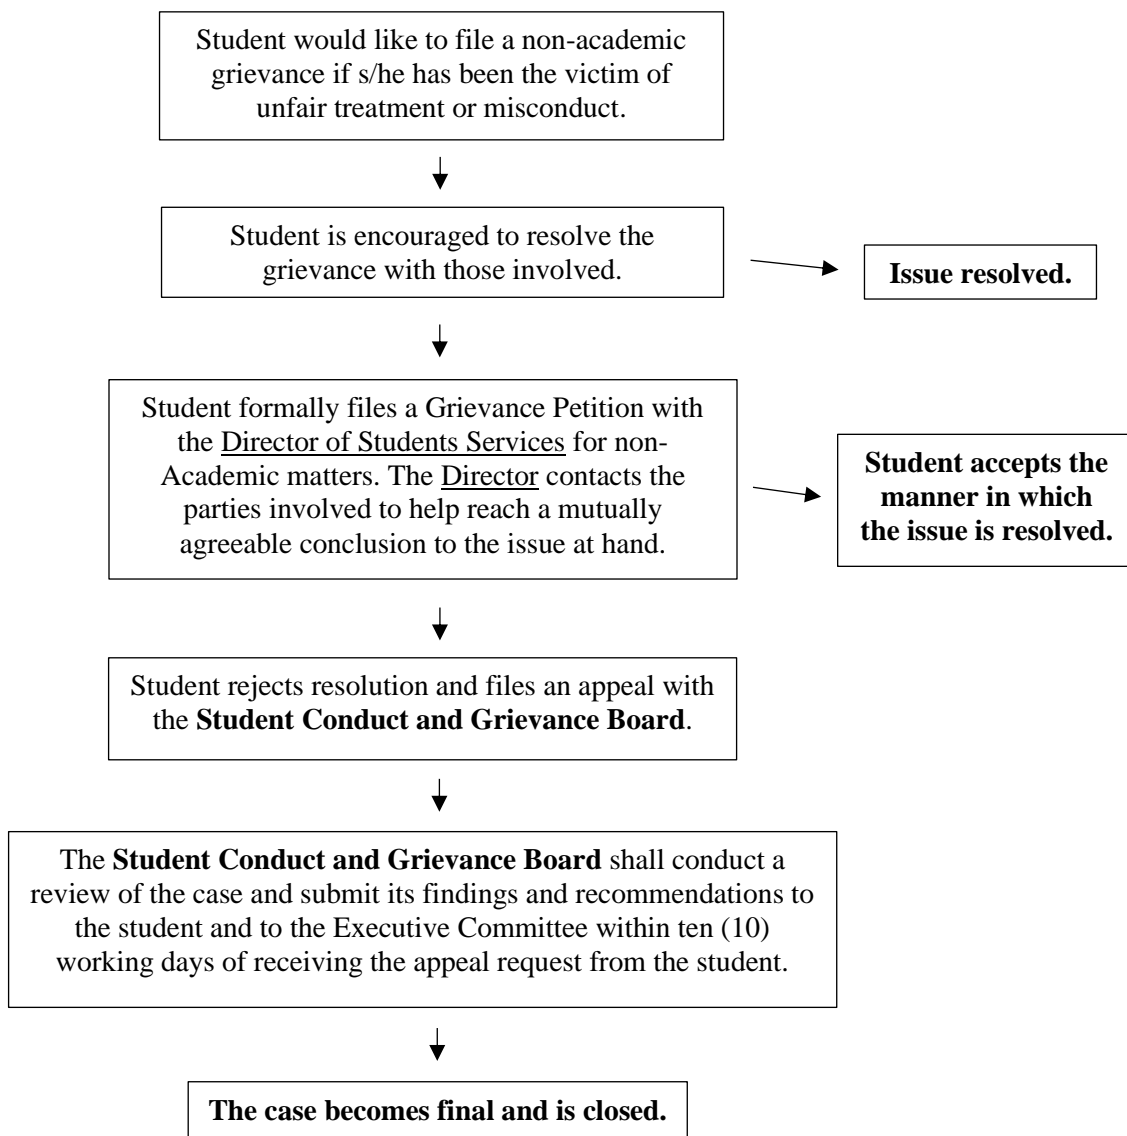 Student would like to file a non-academic
grievance if s/he has been the victim of
unfair treatment or misconduct.
Student is encouraged to resolve the
grievance with those involved.
Issue resolved.
Student formally files a Grievance Petition with
the Director of Students Services for non-
Academic matters. The Director contacts the
parties involved to help reach a mutually
agreeable conclusion to the issue at hand.
Student accepts the
manner in which
the issue is resolved.
Student rejects resolution and files an appeal with
the Student Conduct and Grievance Board.
The Student Conduct and Grievance Board shall conduct a
review of the case and submit its findings and recommendations to
the student and to the Executive Committee within ten (10)
working days of receiving the appeal request from the student.
The case becomes final and is closed.